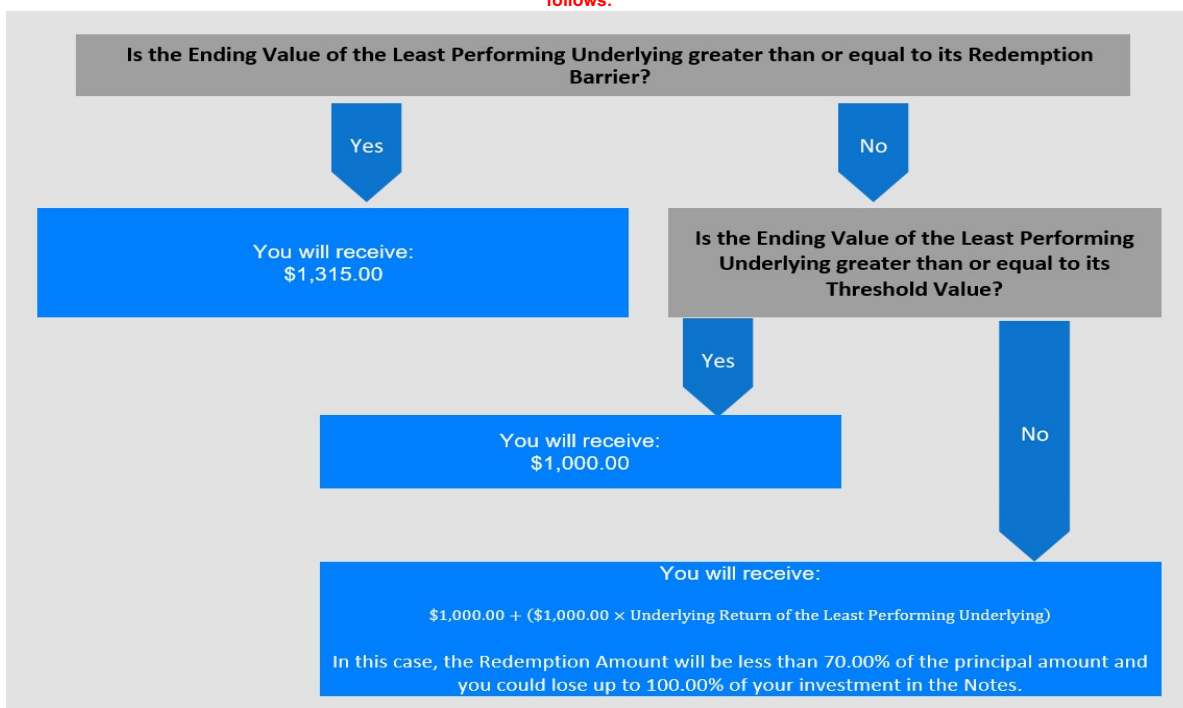 follows:
Is the Ending Value of the Least Performing Underlying greater than or equal to its Redemption
Barrier?
Yes
No
You will receive:
$1,315.00
Is the Ending Value of the Least Performing
Underlying greater than or equal to its
Threshold Value?
Yes
No
You will receive:
$1,000.00
You will receive:
$1,000.00 + ($1,000.00 × Underlying Return of the Least Performing Underlying)
In this case, the Redemption Amount will be less than 70.00% of the principal amount and
you could lose up to 100.00% of your investment in the Notes.